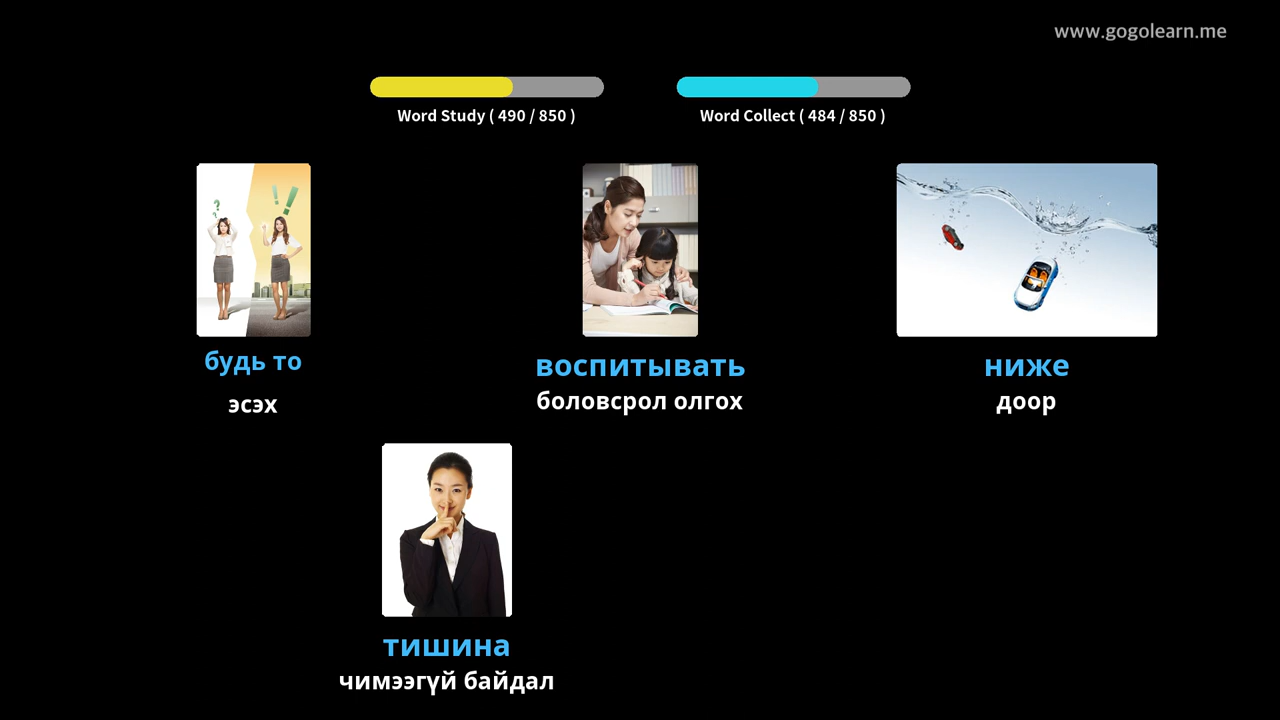 www.gogolearn.me
Word Study ( 490 / 850 )
Word Collect ( 484 / 850 )
будь то
эсэх
воспитывать
боловсрол олгох
ниже
доор
тишина
чимээгүй байдал